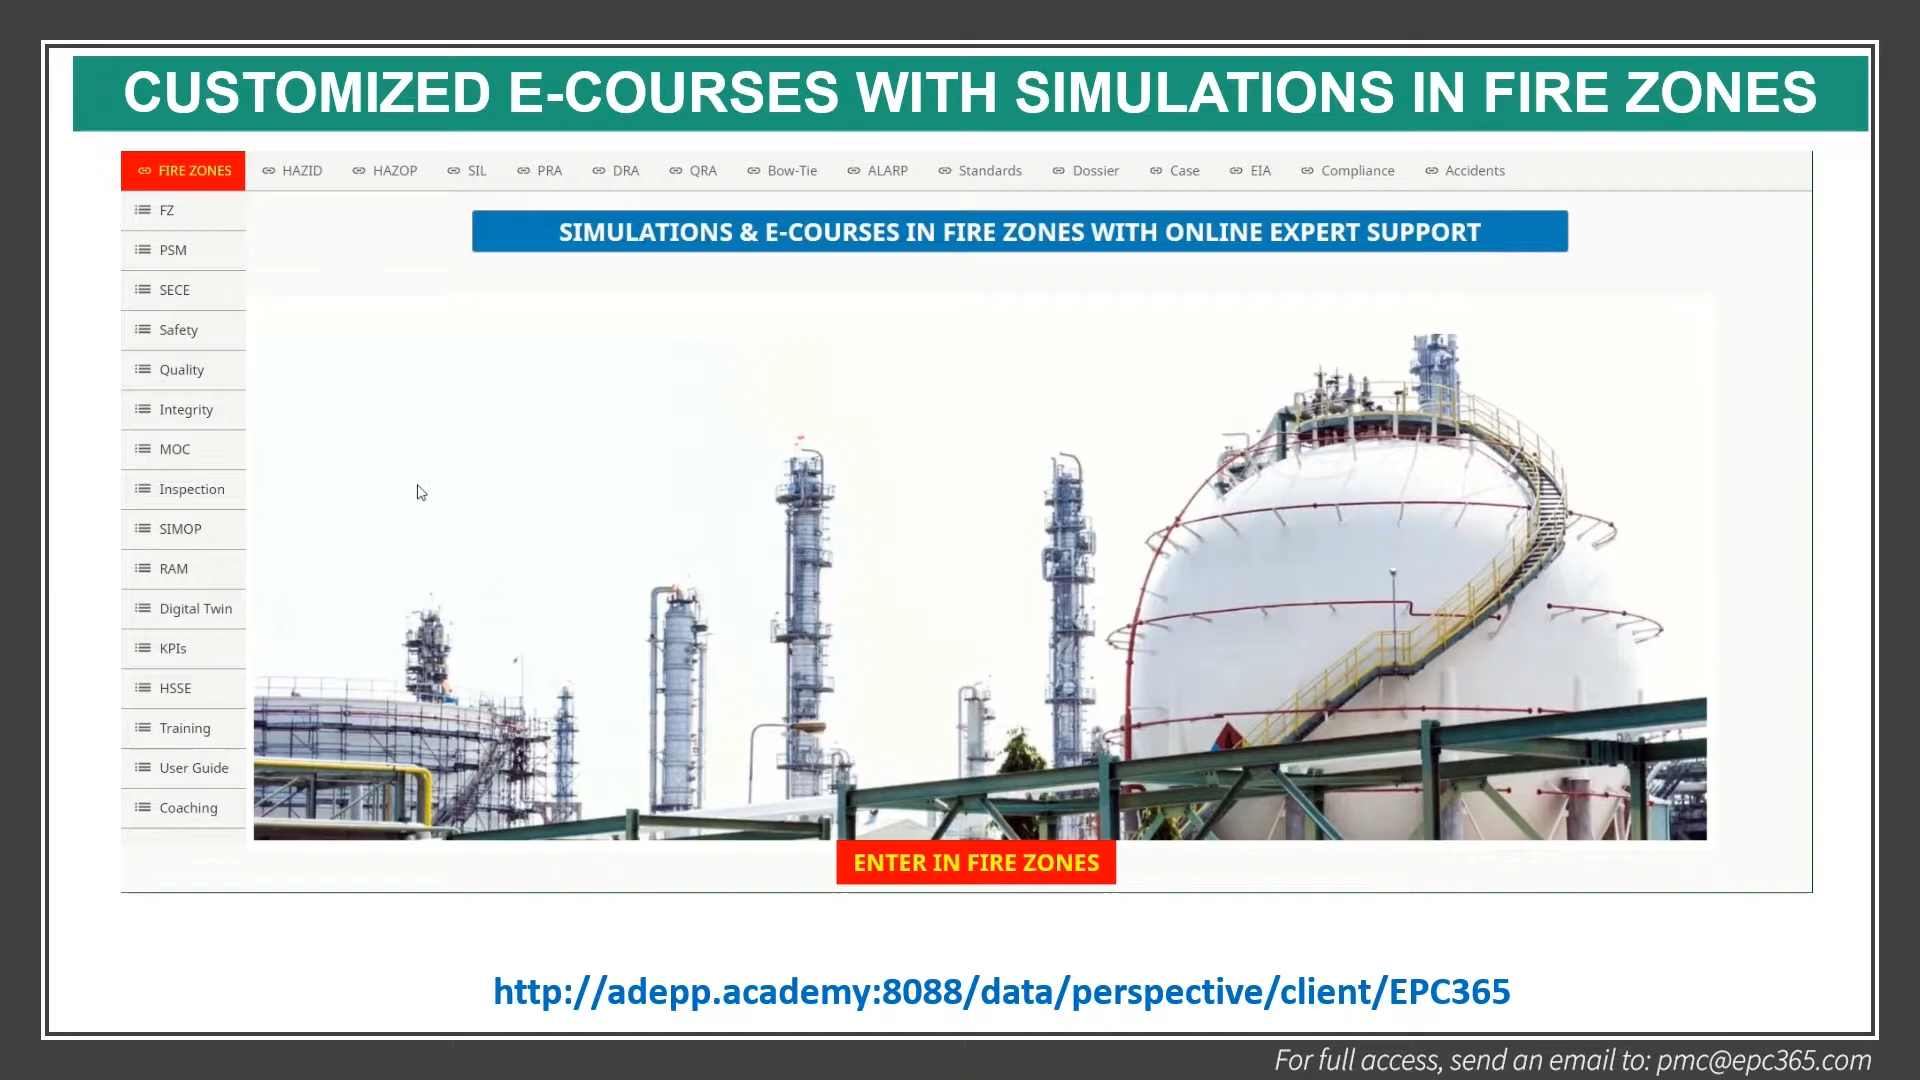 CUSTOMIZED E-COURSES WITH SIMULATIONS IN FIRE ZONES
FIRE ZONES HAZID HAZOP SIL PRA DRA QRA Bow-Tie ALARP Standards Dossier Case EIA Compliance Accidents
FZ
SIMULATIONS & E-COURSES IN FIRE ZONES WITH ONLINE EXPERT SUPPORT
PSM
SECE
Safety
Quality
Integrity
MOC
Inspection
SIMOP
RAM
Digital Twin
KPIs
HSSE
Training
User Guide
Coaching
ENTER IN FIRE ZONES
http://adepp.academy:8088/data/perspective/client/EPC365
For full access, send an email to: pmc@epc365.com